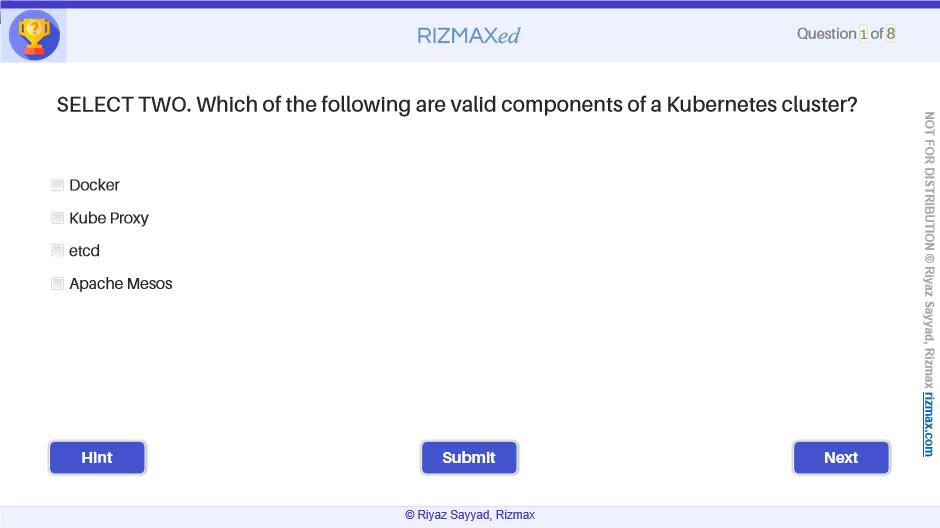 RIZMAXed
Question 1 of 8
SELECT TWO. Which of the following are valid components of a Kubernetes cluster?
Docker
Kube Proxy
etcd
Apache Mesos
Hint
Submit
Next
NOT FOR DISTRIBUTION © Riyaz Sayyad, Rizmax rizmax.com
© Riyaz Sayyad, Rizmax